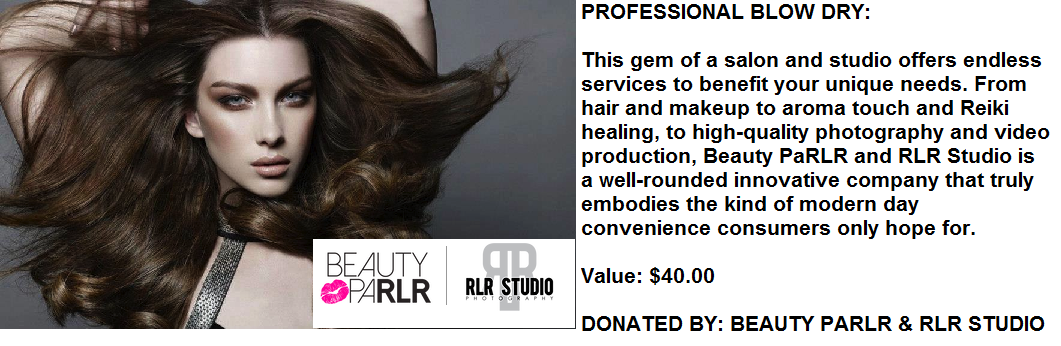 PROFESSIONAL BLOW DRY:
This gem of a salon and studio offers endless
services to benefit your unique needs. From
hair and makeup to aroma touch and Reiki
healing, to high-quality photography and video
production, Beauty PaRLR and RLR Studio is
a well-rounded innovative company that truly
embodies the kind of modern day
convenience consumers only hope for.
Value: $40.00
DONATED BY: BEAUTY PARLR & RLR STUDIO
BEAUTY
PARLR
RLR STUDIO
PHOTOGRAPHY